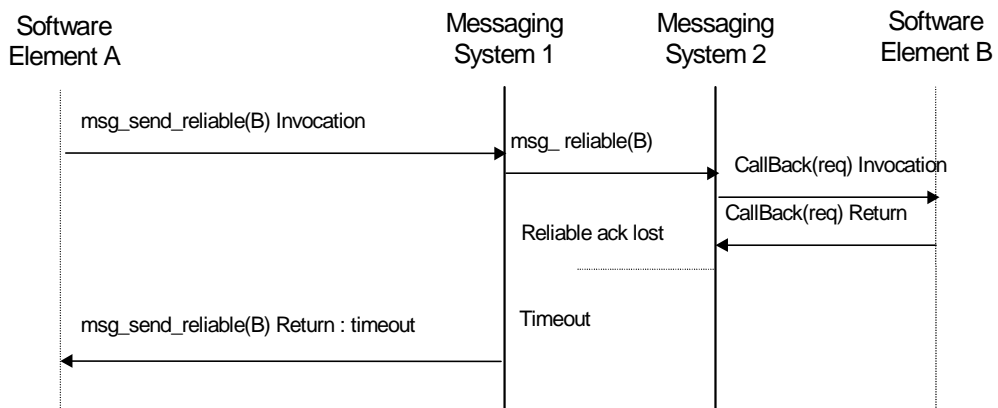 Software
Element A
Messaging
System 1
Messaging
System 2
Software
Element B
msg_send_reliable(B) Invocation
msg_ reliable(B)
CallBack(req) Invocation
CallBack(req) Return
Reliable ack lost
Timeout
msg_send_reliable(B) Return : timeout